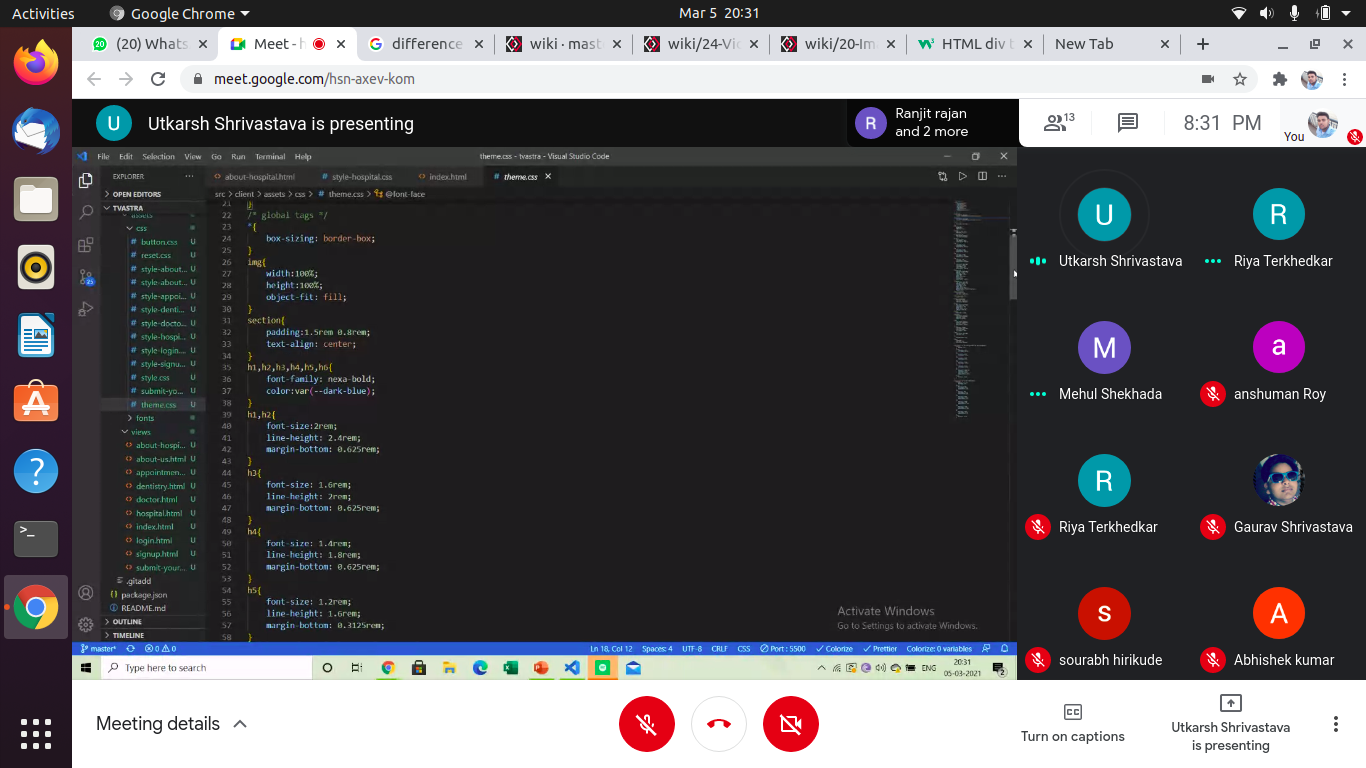 Activities
Google Chrome
Mar 5 20:31
(20) Whats
Meet - h
difference
wiki · mast
wiki/24-Vic
wiki/20-Im
HTML div t
New Tab
meet.google.com/hsn-axev-kom
U
Utkarsh Shrivastava is presenting
R
Ranjit rajan
and 2 more
13
8:31 PM
You
File Edit Selection View Go Run Terminal Help
theme.css - tvastra - Visual Studio Code
EXPLORER
about-hospital.html
style-hospital.css
index.html
theme.css
OPEN EDITORS
src > client > assets > css > # theme.css > @font-face
TVASTRA
assets
css
button.css U
reset.css U
style-about... U
style-about... U
style-appoi... U
style-denti... U
style-docto... U
style-hospi... U
style-login... U
style-signu... U
style.css U
submit-yo... U
theme.css U
fonts
views
about-hospi... U
about-us.html U
appointmen... U
dentistry.html U
doctor.html U
hospital.html U
index.html U
login.html U
signup.html U
submit-your... U
.gitadd
package.json
README.md
OUTLINE
TIMELINE
21 }
22 /* global tags */
23 *{
24 box-sizing: border-box;
25 }
26 img{
27 width:100%;
28 height:100%;
29 object-fit: fill;
30 }
31 section{
32 padding:1.5rem 0.8rem;
33 text-align: center;
34 }
35 h1,h2,h3,h4,h5,h6{
36 font-family: nexa-bold;
37 color:var(--dark-blue);
38 }
39 h1,h2{
40 font-size:2rem;
41 line-height: 2.4rem;
42 margin-bottom: 0.625rem;
43 }
44 h3{
45 font-size: 1.6rem;
46 line-height: 2rem;
47 margin-bottom: 0.625rem;
48 }
49 h4{
50 font-size: 1.4rem;
51 line-height: 1.8rem;
52 margin-bottom: 0.625rem;
53 }
54 h5{
55 font-size: 1.2rem;
56 line-height: 1.6rem;
57 margin-bottom: 0.3125rem;
58 }
Activate Windows
Go to Settings to activate Windows.
master* 0 0 Ln 18, Col 12 Spaces: 4 UTF-8 CRLF CSS Port : 5500 Colorize Prettier Colorize: 0 variables
Type here to search
ENG
20:31
05-03-2021
2
U
Utkarsh Shrivastava
R
Riya Terkhedkar
M
Mehul Shekhada
a
anshuman Roy
R
Riya Terkhedkar
Gaurav Shrivastava
s
sourabh hirikude
A
Abhishek kumar
Meeting details
Turn on captions
Utkarsh Shrivastava
is presenting